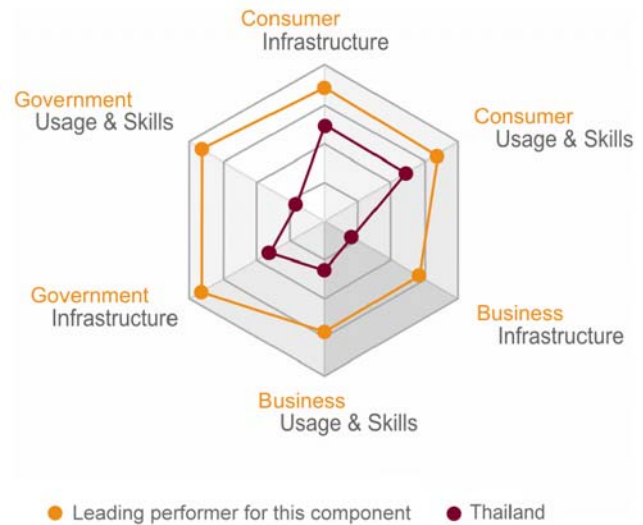 Consumer
Infrastructure
Government
Usage & Skills
Consumer
Usage & Skills
Government
Infrastructure
Business
Infrastructure
Business
Usage & Skills
Leading performer for this component
Thailand